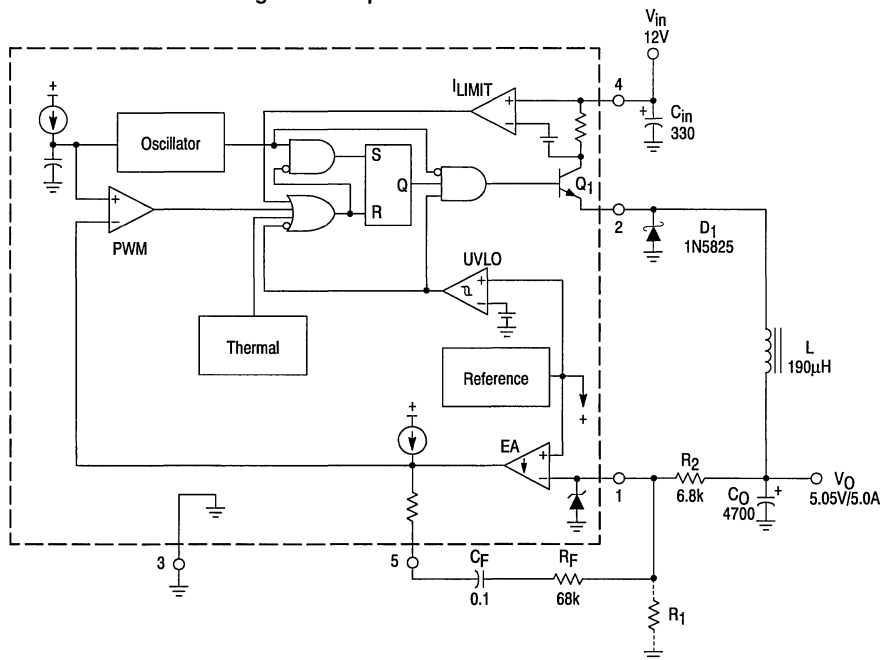 Vin
12V
4
ILIMIT
+
–
+
Cin
330
+
Oscillator
S
Q
R
Q1
2
D1
1N5825
+
–
PWM
UVLO
+
–
Thermal
Reference
+
L
190μH
+
EA
+
–
1
R2
6.8k
CO
4700
+
VO
5.05V/5.0A
3
5
CF
0.1
RF
68k
R1